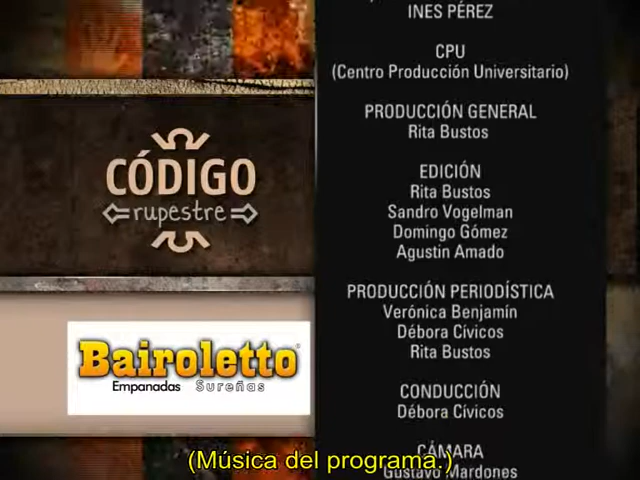 INES PÉREZ
CPU
(Centro Producción Universitario)
PRODUCCIÓN GENERAL
Rita Bustos
EDICIÓN
Rita Bustos
Sandro Vogelman
Domingo Gómez
Agustín Amado
PRODUCCIÓN PERIODÍSTICA
Verónica Benjamín
Débora Cívicos
Rita Bustos
CONDUCCIÓN
Débora Cívicos
CÁMARA
Gustavo Mardones
CÓDIGO
rupestre
Bairoletto
Empanadas Sureñas
(Música del programa.)